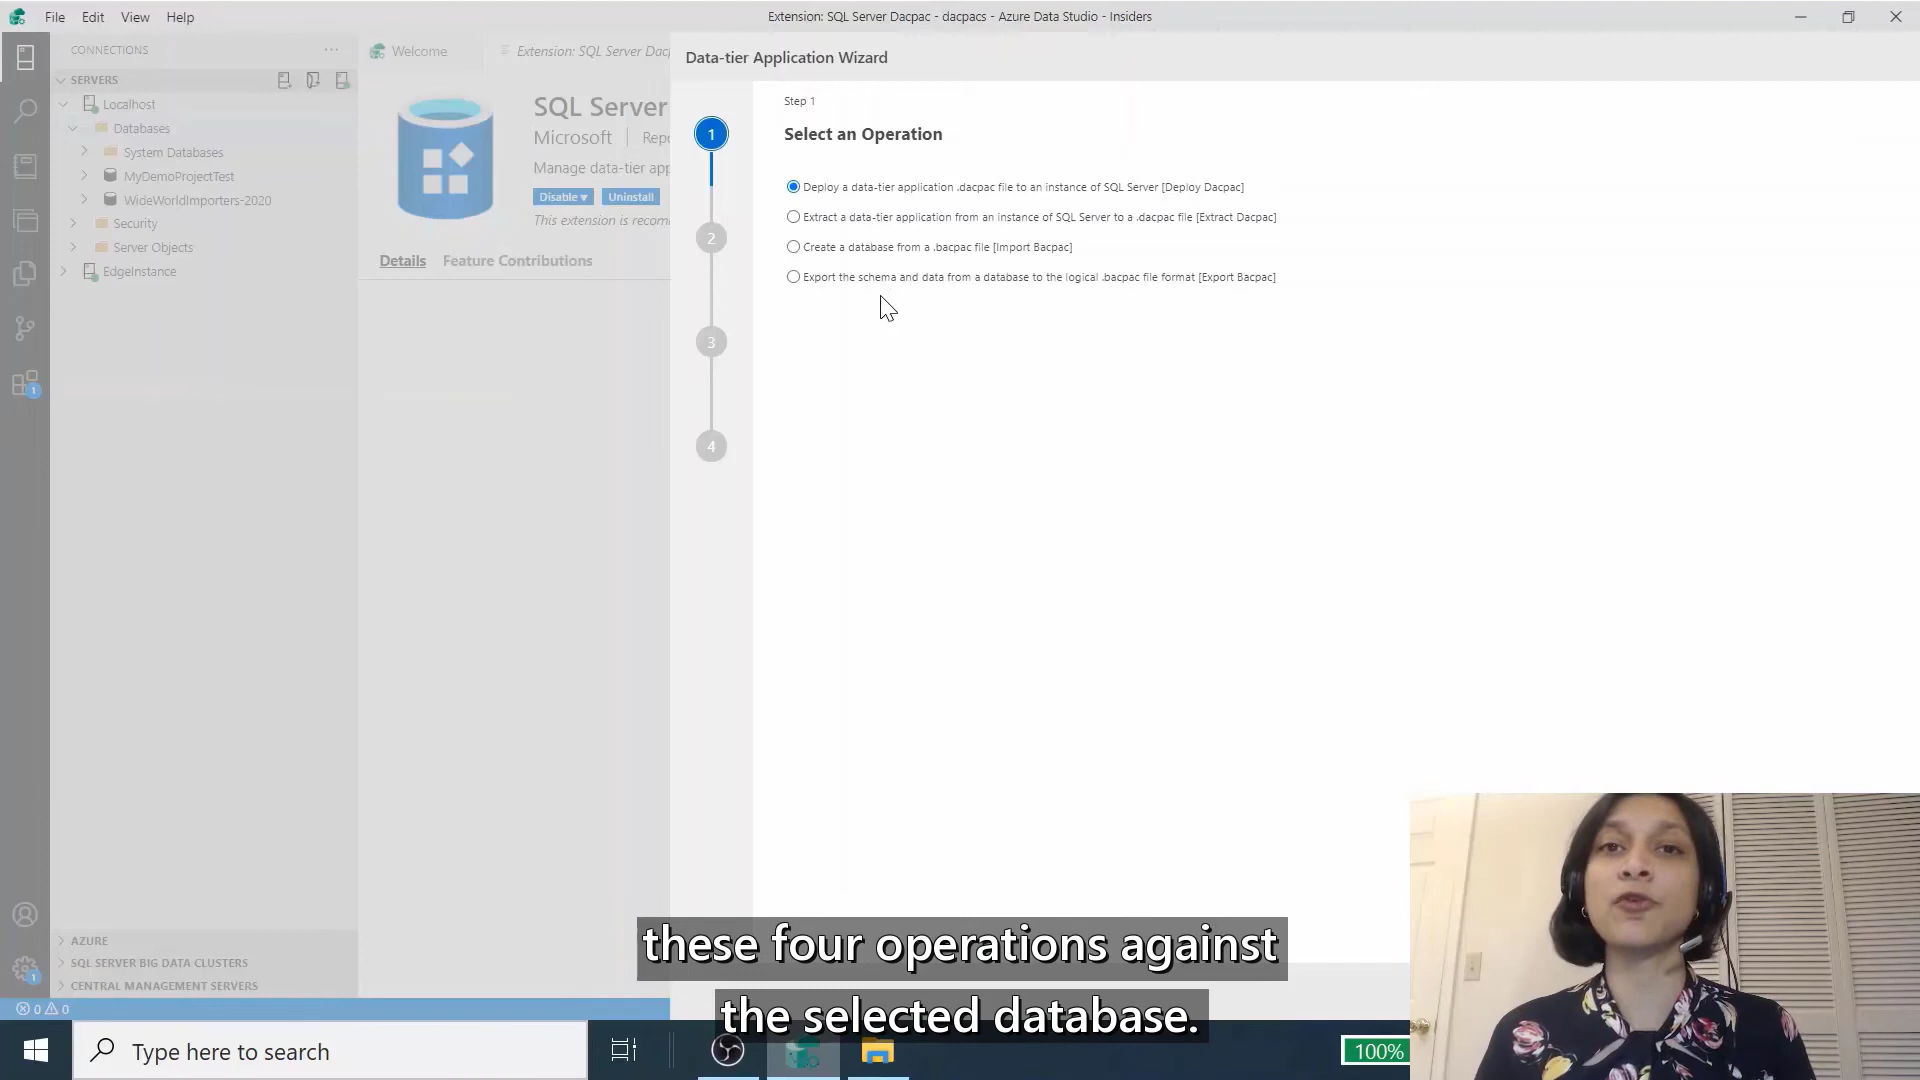 File Edit View Help
Extension: SQL Server Dacpac - dacpacs - Azure Data Studio - Insiders
CONNECTIONS
SERVERS
Localhost
Databases
System Databases
MyDemoProjectTest
WideWorldImporters-2020
Security
Server Objects
EdgeInstance
AZURE
SQL SERVER BIG DATA CLUSTERS
CENTRAL MANAGEMENT SERVERS
0 0
Welcome
Extension: SQL Server Dacp
SQL Server
Microsoft | Repo
Manage data-tier app
Disable Uninstall
This extension is recom
Details Feature Contributions
Data-tier Application Wizard
1
2
3
4
Step 1
Select an Operation
Deploy a data-tier application .dacpac file to an instance of SQL Server [Deploy Dacpac]
Extract a data-tier application from an instance of SQL Server to a .dacpac file [Extract Dacpac]
Create a database from a .bacpac file [Import Bacpac]
Export the schema and data from a database to the logical .bacpac file format [Export Bacpac]
1
1
these four operations against
the selected database.
Type here to search
100%